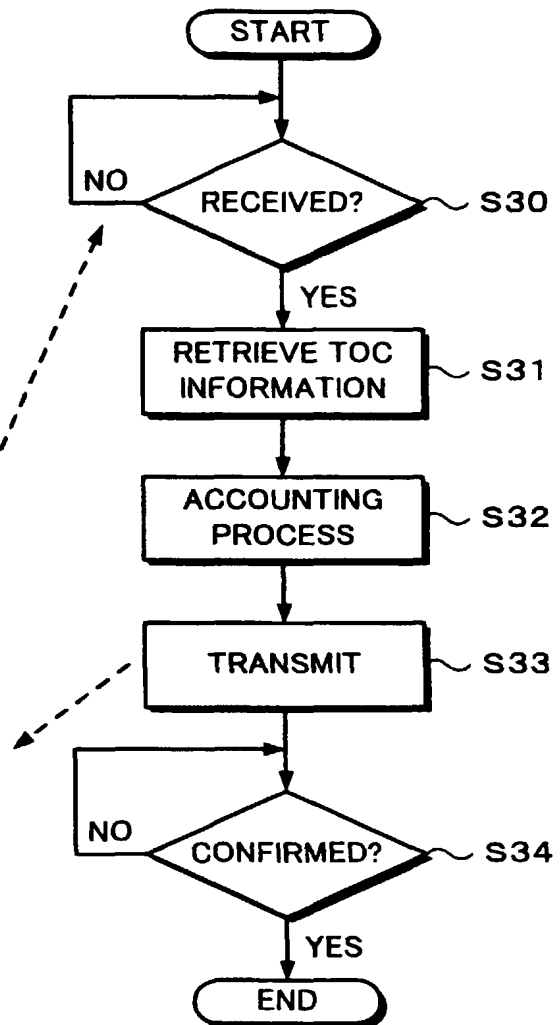 START
NO
RECEIVED?
S30
YES
RETRIEVE TOC
INFORMATION
S31
ACCOUNTING
PROCESS
S32
TRANSMIT
S33
NO
CONFIRMED?
S34
YES
END